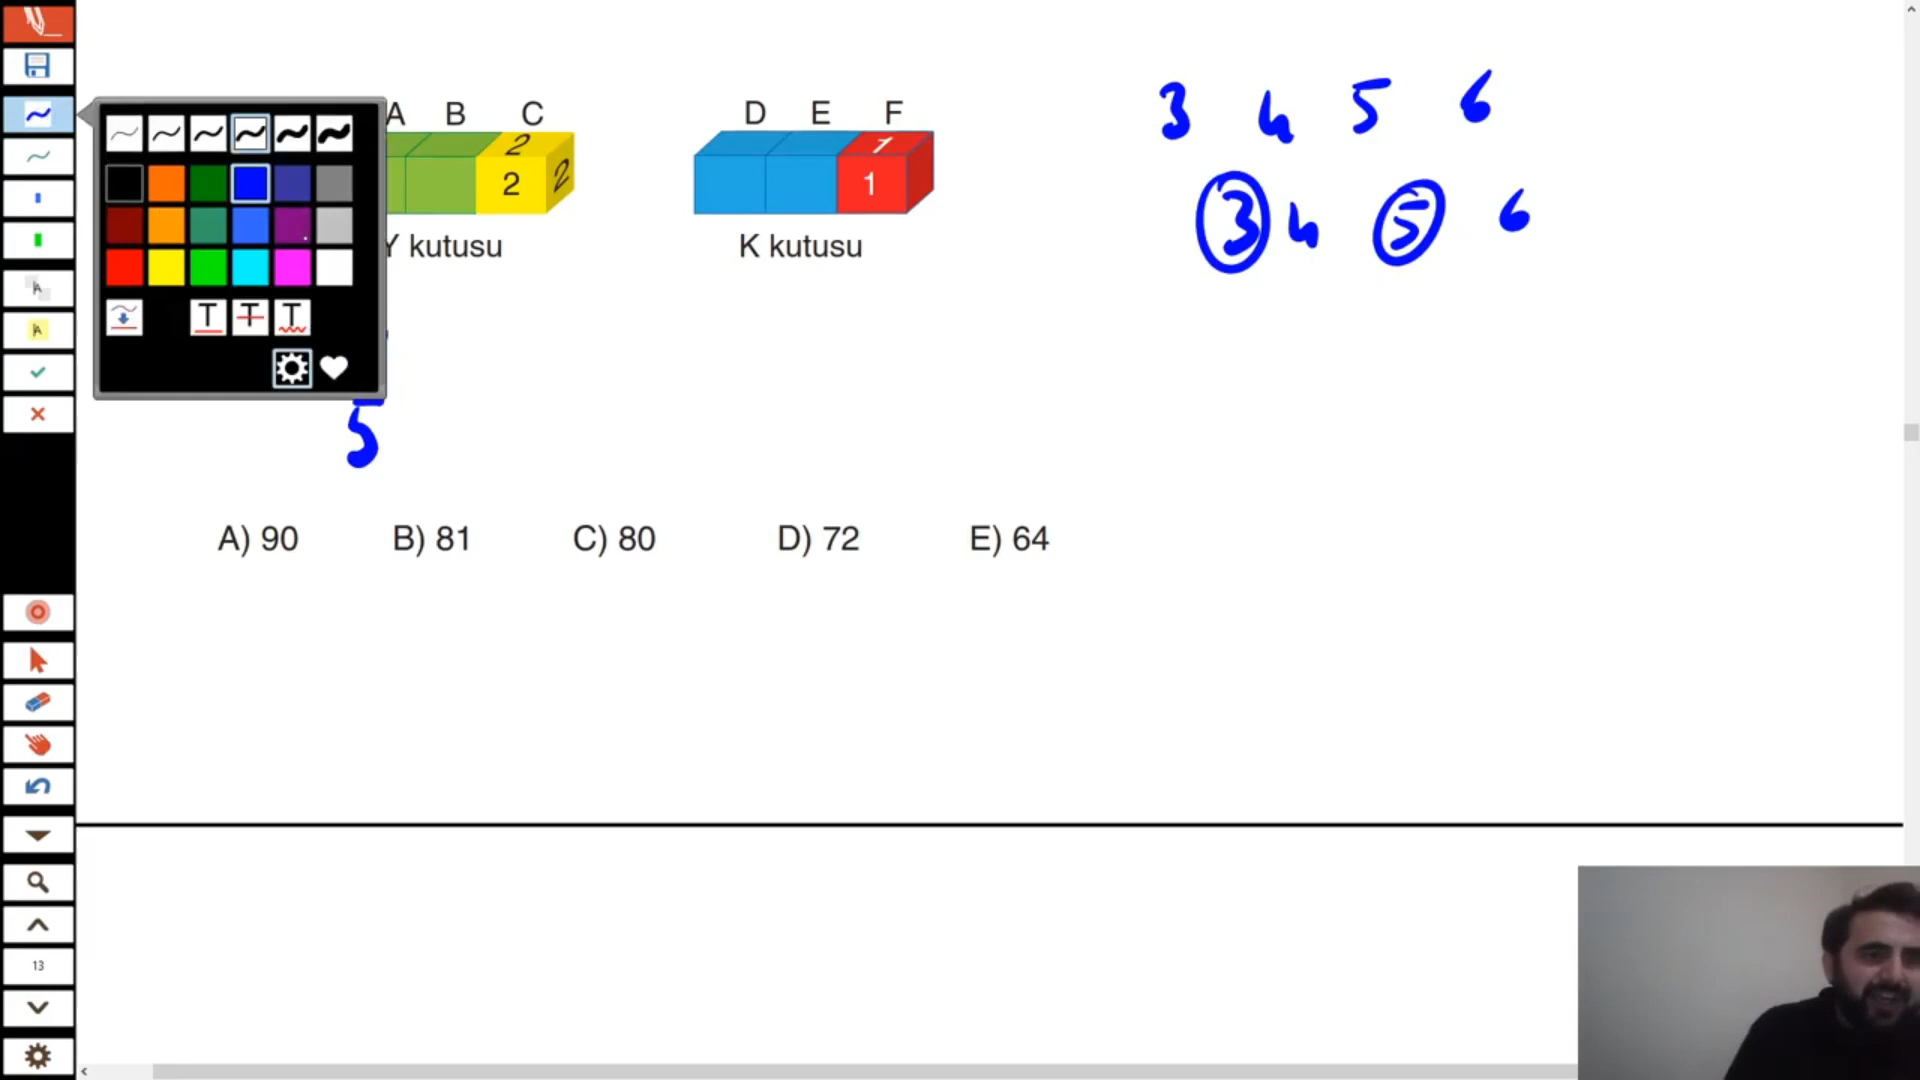 A B C D E F
2 1
2 2 1
Y kutusu K kutusu
3 4 5 6
3 4 5 6
5
A) 90 B) 81 C) 80 D) 72 E) 64
T T T
A
A
13